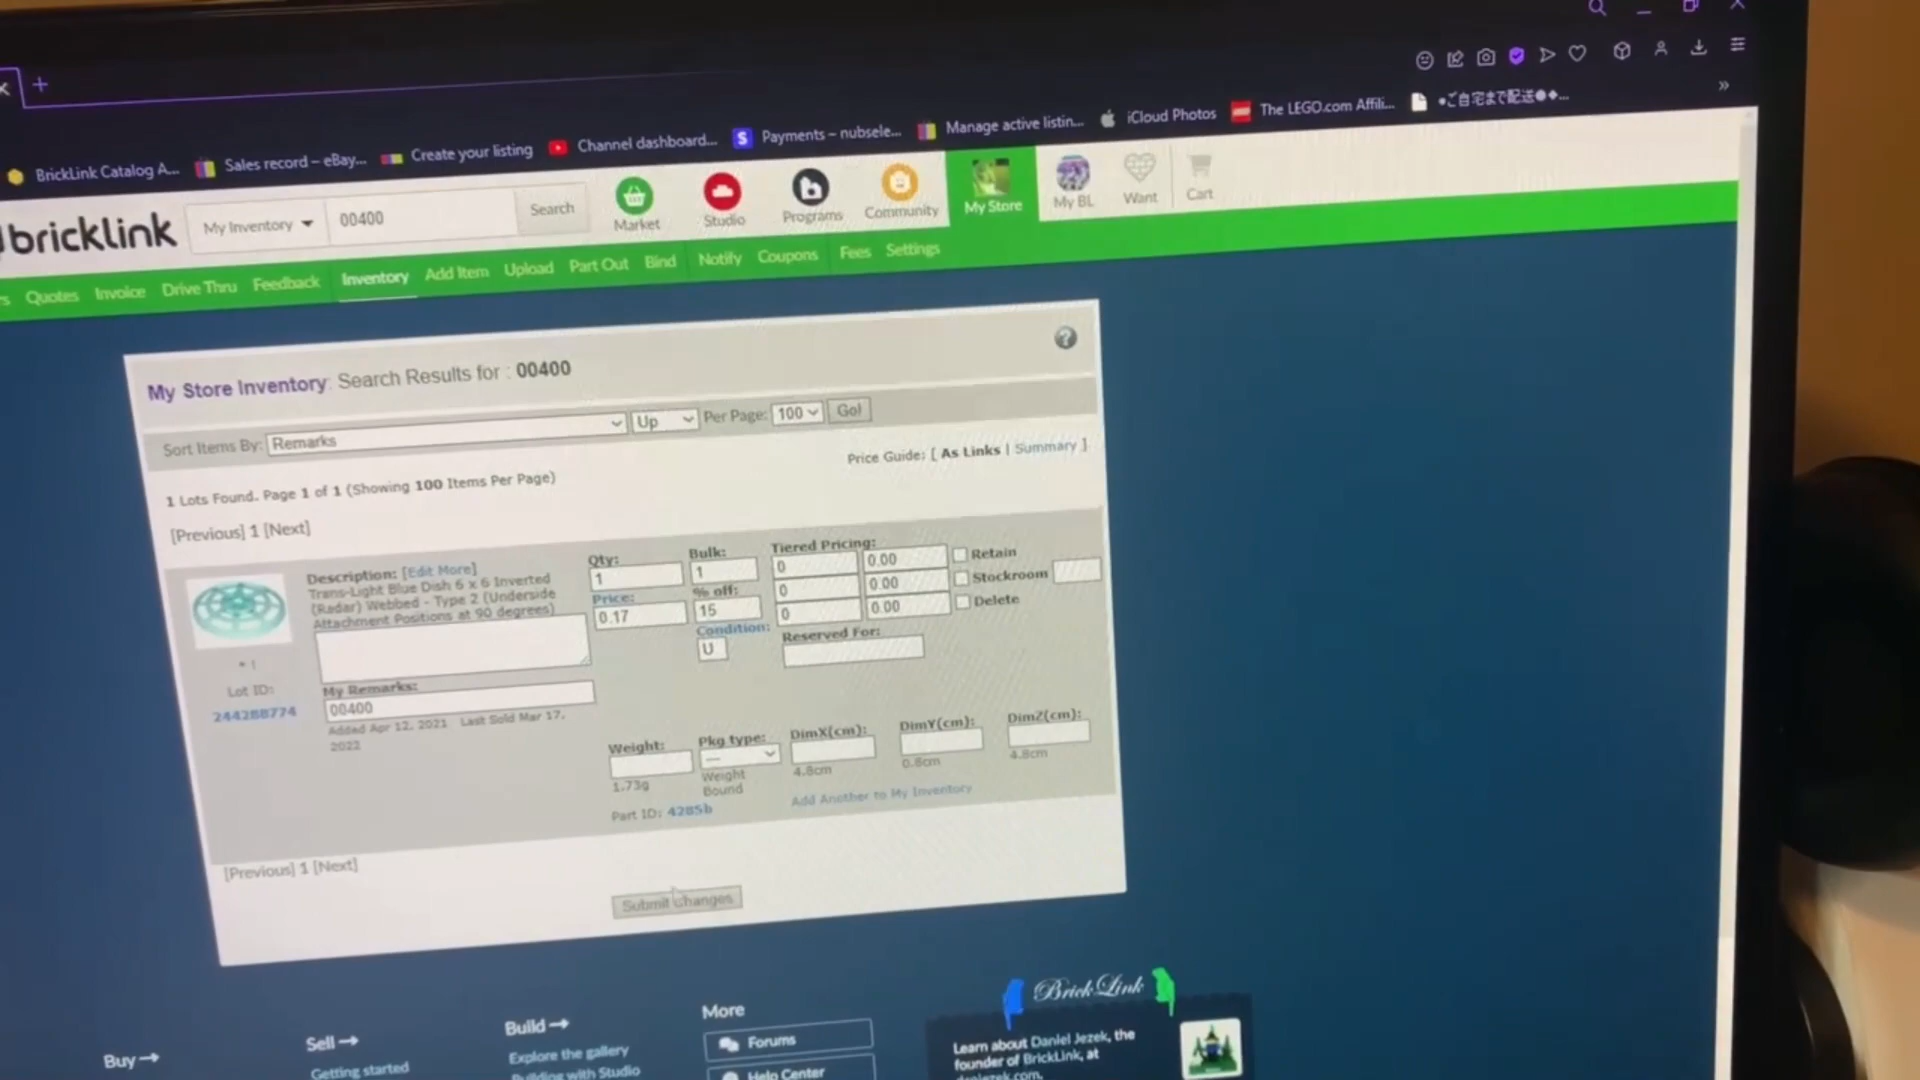 BrickLink Catalog A...
Sales record – eBay...
Create your listing
Channel dashboard...
Payments – nubsele...
Manage active listin...
iCloud Photos
The LEGO.com Affili...
●ご自宅まで配送●◆...
bricklink
My Inventory
00400
Search
Market
Studio
Programs
Community
My Store
My BL
Want
Cart
Quotes
Invoice
Drive Thru
Feedback
Inventory
Add Item
Upload
Part Out
Bind
Notify
Coupons
Fees
Settings
My Store Inventory: Search Results for : 00400
Sort Items By: Remarks Up Per Page: 100 Go!
Price Guide: [ As Links | Summary ]
1 Lots Found. Page 1 of 1 (Showing 100 Items Per Page)
[Previous] 1 [Next]
Description: [Edit More]
Trans-Light Blue Dish 6 x 6 Inverted
(Radar) Webbed - Type 2 (Underside
Attachment Positions at 90 degrees)
* !
Lot ID:
244288774
My Remarks:
00400
Added Apr 12, 2021 Last Sold Mar 17,
2022
Qty:
1
Price:
0.17
Bulk:
1
% off:
15
Condition:
U
Tiered Pricing:
0 0.00
0 0.00
0 0.00
Reserved For:
Retain
Stockroom
Delete
Weight:
1.73g
Pkg type:
---
Weight
Bound
DimX(cm):
4.8cm
DimY(cm):
0.8cm
DimZ(cm):
4.8cm
Part ID: 4285b
Add Another to My Inventory
[Previous] 1 [Next]
Submit Changes
Buy
Sell
Getting started
Build
Explore the gallery
Building with Studio
More
Forums
Help Center
BrickLink
Learn about Daniel Jezek, the
founder of BrickLink, at